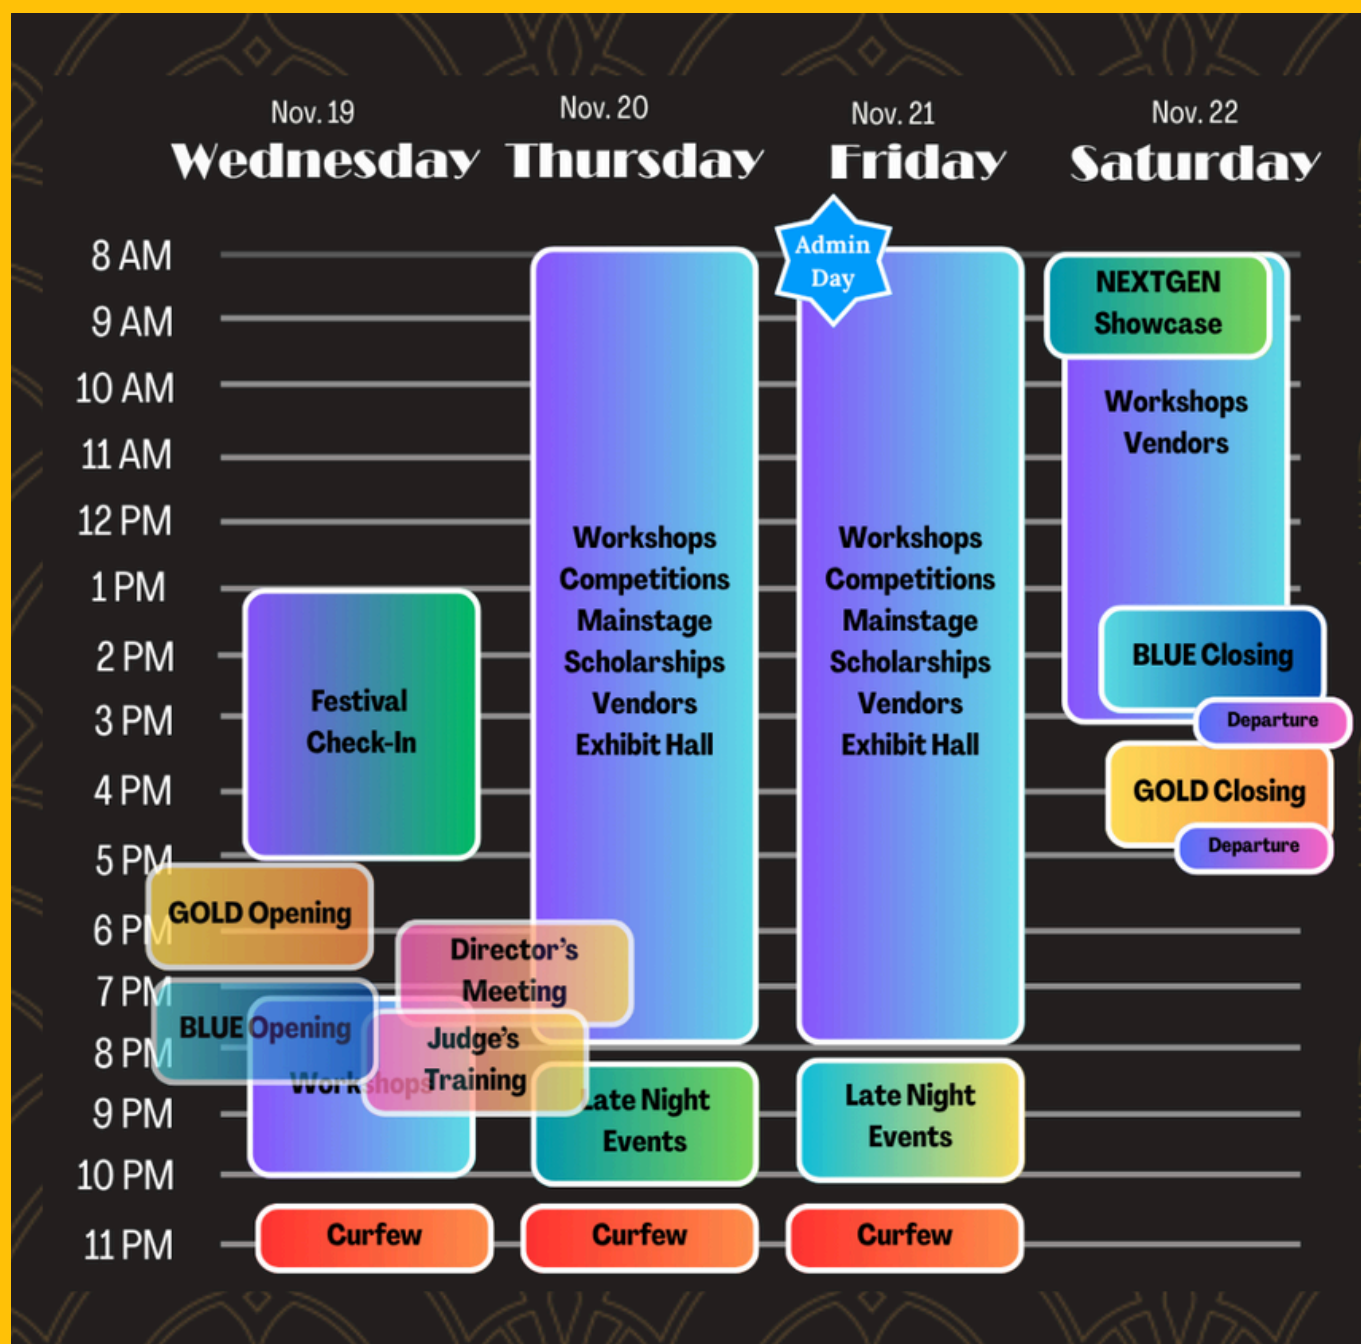 Nov. 19
Wednesday
Nov. 20
Thursday
Nov. 21
Friday
Nov. 22
Saturday
8 AM
9 AM
10 AM
11 AM
12 PM
1 PM
2 PM
3 PM
4 PM
5 PM
6 PM
7 PM
8 PM
9 PM
10 PM
11 PM
Festival
Check-In
GOLD Opening
BLUE Opening
Workshops
Director's
Meeting
Judge's
Training
Curfew
Workshops
Competitions
Mainstage
Scholarships
Vendors
Exhibit Hall
Late Night
Events
Curfew
Admin
Day
Workshops
Competitions
Mainstage
Scholarships
Vendors
Exhibit Hall
Late Night
Events
Curfew
NEXTGEN
Showcase
Workshops
Vendors
BLUE Closing
Departure
GOLD Closing
Departure